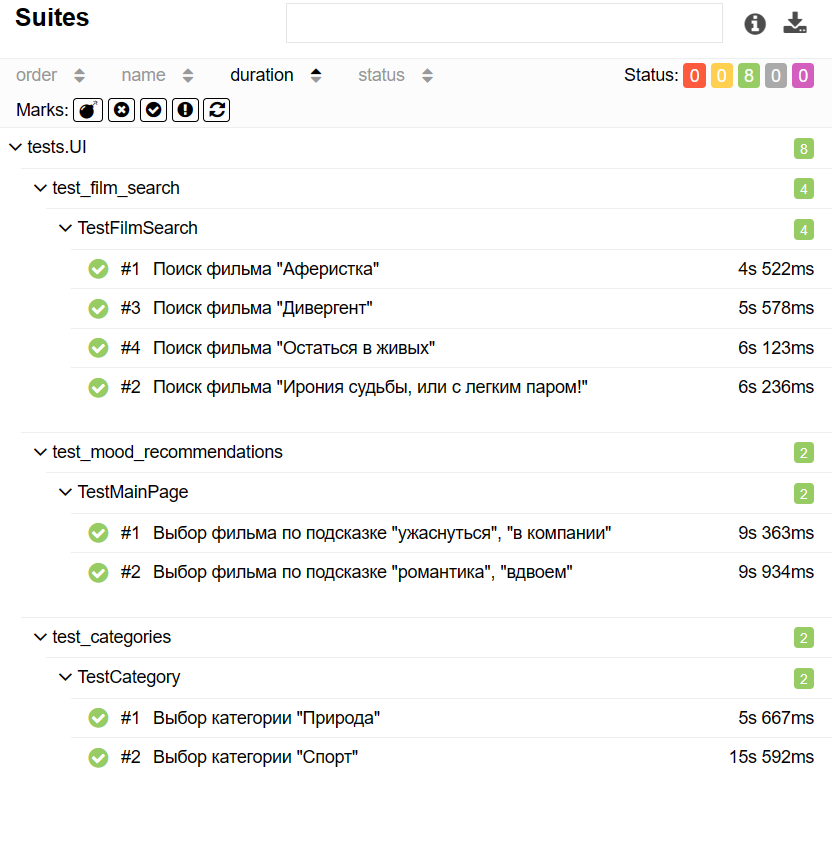 Suites
order name duration status Status: 0 0 8 0 0
Marks:
tests.UI 8
test_film_search 4
TestFilmSearch 4
#1 Поиск фильма "Аферистка" 4s 522ms
#3 Поиск фильма "Дивергент" 5s 578ms
#4 Поиск фильма "Остаться в живых" 6s 123ms
#2 Поиск фильма "Ирония судьбы, или с легким паром!" 6s 236ms
test_mood_recommendations 2
TestMainPage 2
#1 Выбор фильма по подсказке "ужаснуться", "в компании" 9s 363ms
#2 Выбор фильма по подсказке "романтика", "вдвоем" 9s 934ms
test_categories 2
TestCategory 2
#1 Выбор категории "Природа" 5s 667ms
#2 Выбор категории "Спорт" 15s 592ms